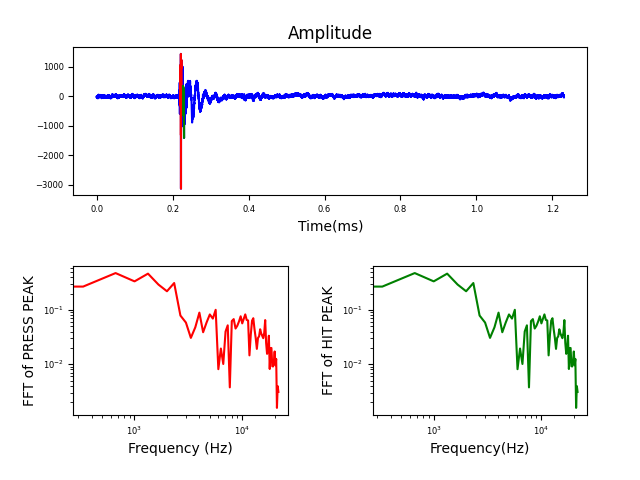 Amplitude
1000
0
−1000
−2000
−3000
0.0 0.2 0.4 0.6 0.8 1.0 1.2
Time(ms)
FFT of PRESS PEAK
10⁻¹
10⁻²
10³ 10⁴
Frequency (Hz)
FFT of HIT PEAK
10⁻¹
10⁻²
10³ 10⁴
Frequency(Hz)